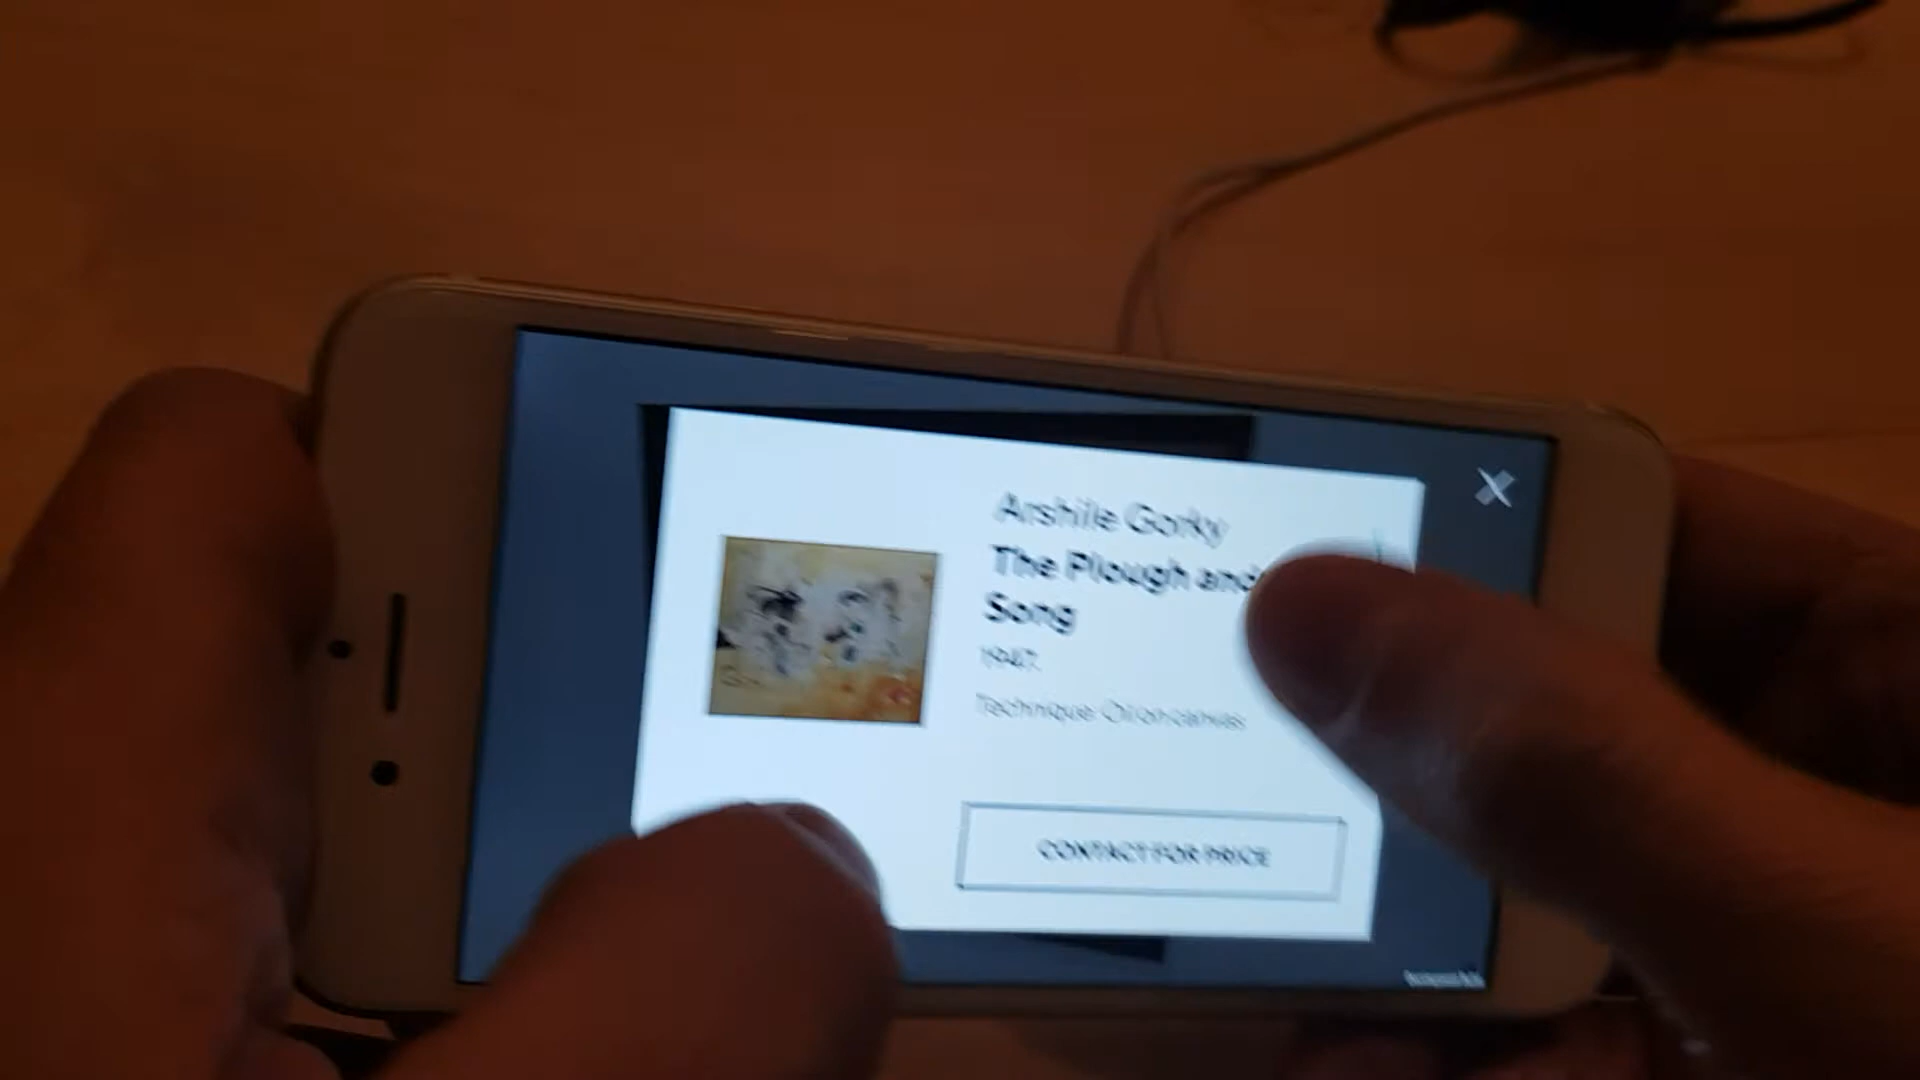 Arshile Gorky
The Plough and
Song
1947
Technique: Oil on canvas
CONTACT FOR PRICE